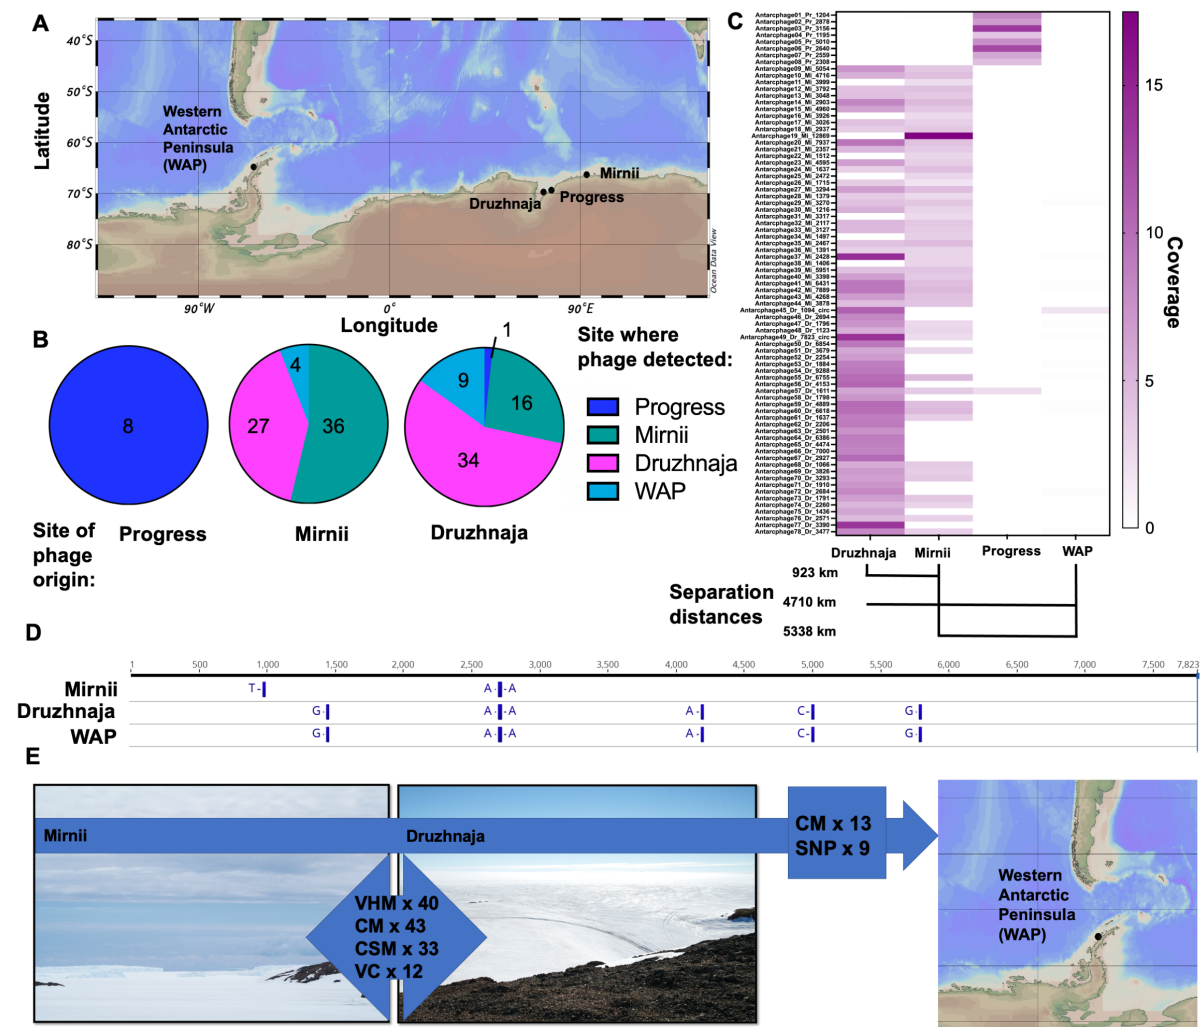 A
40°S
50°S
60°S
70°S
80°S
Latitude
Western
Antarctic
Peninsula
(WAP)
Mirnii
Progress
Druzhnaja
Ocean Data View
90°W
0°
90°E
Longitude
B
8
4
27
36
1
9
16
34
Site where
phage detected:
Progress
Mirnii
Druzhnaja
WAP
Site of
phage
origin:
Progress
Mirnii
Druzhnaja
C
Antarcphage01_Pr_1204
Antarcphage02_Pr_2878
Antarcphage03_Pr_3156
Antarcphage04_Pr_1195
Antarcphage05_Pr_5010
Antarcphage06_Pr_2640
Antarcphage07_Pr_2559
Antarcphage08_Pr_2308
Antarcphage09_Mi_5054
Antarcphage10_Mi_4716
Antarcphage11_Mi_3999
Antarcphage12_Mi_3792
Antarcphage13_Mi_3048
Antarcphage14_Mi_2903
Antarcphage15_Mi_4960
Antarcphage16_Mi_3926
Antarcphage17_Mi_3026
Antarcphage18_Mi_2937
Antarcphage19_Mi_12869
Antarcphage20_Mi_7937
Antarcphage21_Mi_2357
Antarcphage22_Mi_1512
Antarcphage23_Mi_4595
Antarcphage24_Mi_1637
Antarcphage25_Mi_2472
Antarcphage26_Mi_1715
Antarcphage27_Mi_3294
Antarcphage28_Mi_1379
Antarcphage29_Mi_3270
Antarcphage30_Mi_1216
Antarcphage31_Mi_3317
Antarcphage32_Mi_2117
Antarcphage33_Mi_3127
Antarcphage34_Mi_1497
Antarcphage35_Mi_2467
Antarcphage36_Mi_1391
Antarcphage37_Mi_2428
Antarcphage38_Mi_1406
Antarcphage39_Mi_5951
Antarcphage40_Mi_3398
Antarcphage41_Mi_6431
Antarcphage42_Mi_7889
Antarcphage43_Mi_4268
Antarcphage44_Mi_3878
Antarcphage45_Dr_1094_circ
Antarcphage46_Dr_2694
Antarcphage47_Dr_1796
Antarcphage48_Dr_1123
Antarcphage49_Dr_7823_circ
Antarcphage50_Dr_6854
Antarcphage51_Dr_3679
Antarcphage52_Dr_2254
Antarcphage53_Dr_1884
Antarcphage54_Dr_9288
Antarcphage55_Dr_6755
Antarcphage56_Dr_4153
Antarcphage57_Dr_1611
Antarcphage58_Dr_1798
Antarcphage59_Dr_4889
Antarcphage60_Dr_6618
Antarcphage61_Dr_1637
Antarcphage62_Dr_2206
Antarcphage63_Dr_2501
Antarcphage64_Dr_6386
Antarcphage65_Dr_4474
Antarcphage66_Dr_7000
Antarcphage67_Dr_2927
Antarcphage68_Dr_1066
Antarcphage69_Dr_3826
Antarcphage70_Dr_3293
Antarcphage71_Dr_1910
Antarcphage72_Dr_2684
Antarcphage73_Dr_1791
Antarcphage74_Dr_2260
Antarcphage75_Dr_1436
Antarcphage76_Dr_2571
Antarcphage77_Dr_3390
Antarcphage78_Dr_3477
15
10
5
0
Coverage
Druzhnaja Mirnii Progress WAP
Separation
distances
923 km
4710 km
5338 km
D
1 500 1,000 1,500 2,000 2,500 3,000 3,500 4,000 4,500 5,000 5,500 6,000 6,500 7,000 7,500 7,823
Mirnii T- A- -A
Druzhnaja G- A- -A A- C- G-
WAP G- A- -A A- C- G-
E
Mirnii
Druzhnaja
VHM x 40
CM x 43
CSM x 33
VC x 12
CM x 13
SNP x 9
Western
Antarctic
Peninsula
(WAP)